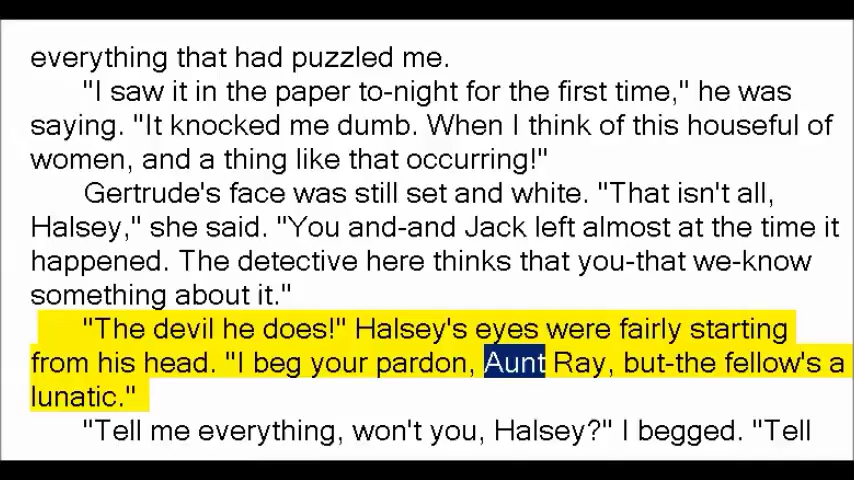 everything that had puzzled me.
"I saw it in the paper to-night for the first time," he was
saying. "It knocked me dumb. When I think of this houseful of
women, and a thing like that occurring!"
Gertrude's face was still set and white. "That isn't all,
Halsey," she said. "You and-and Jack left almost at the time it
happened. The detective here thinks that you-that we-know
something about it."
"The devil he does!" Halsey's eyes were fairly starting
from his head. "I beg your pardon, Aunt Ray, but-the fellow's a
lunatic."
"Tell me everything, won't you, Halsey?" I begged. "Tell